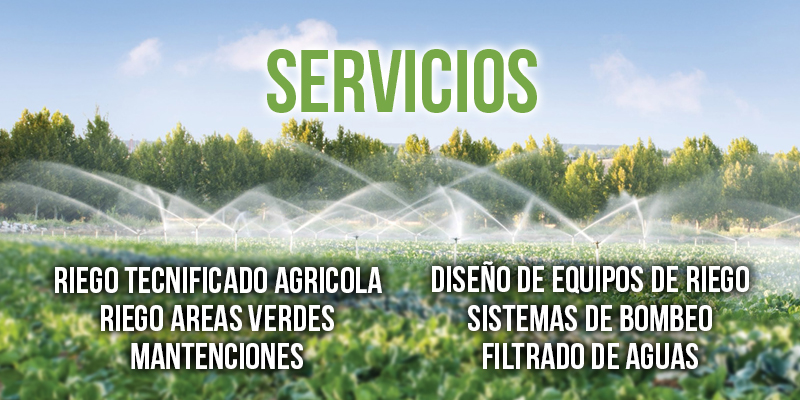 SERVICIOS
RIEGO TECNIFICADO AGRICOLA
RIEGO AREAS VERDES
MANTENCIONES
DISEÑO DE EQUIPOS DE RIEGO
SISTEMAS DE BOMBEO
FILTRADO DE AGUAS